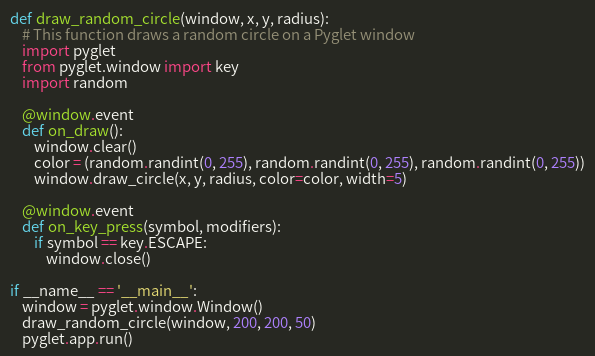 def draw_random_circle(window, x, y, radius):
    # This function draws a random circle on a Pyglet window
    import pyglet
    from pyglet.window import key
    import random

    @window.event
    def on_draw():
        window.clear()
        color = (random.randint(0, 255), random.randint(0, 255), random.randint(0, 255))
        window.draw_circle(x, y, radius, color=color, width=5)

    @window.event
    def on_key_press(symbol, modifiers):
        if symbol == key.ESCAPE:
            window.close()

if __name__ == '__main__':
    window = pyglet.window.Window()
    draw_random_circle(window, 200, 200, 50)
    pyglet.app.run()